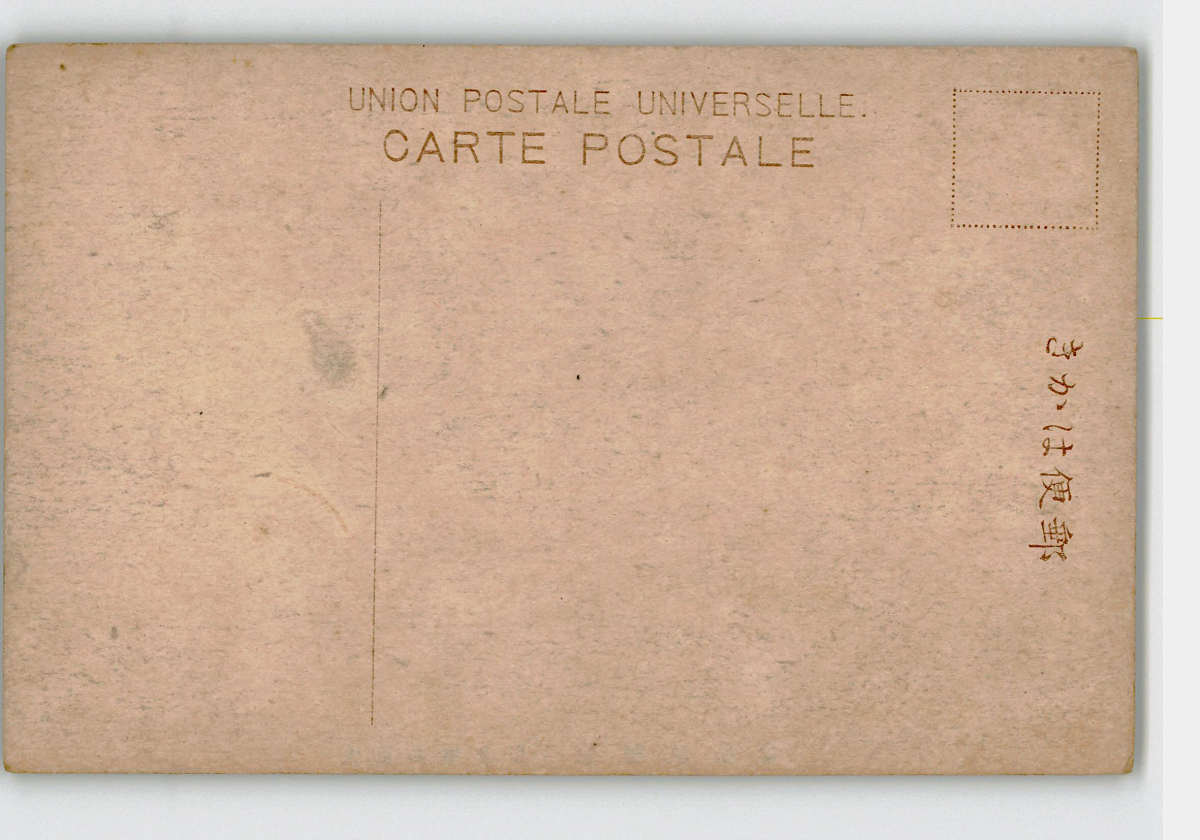 UNION POSTALE UNIVERSELLE.
CARTE POSTALE
きかは便郵